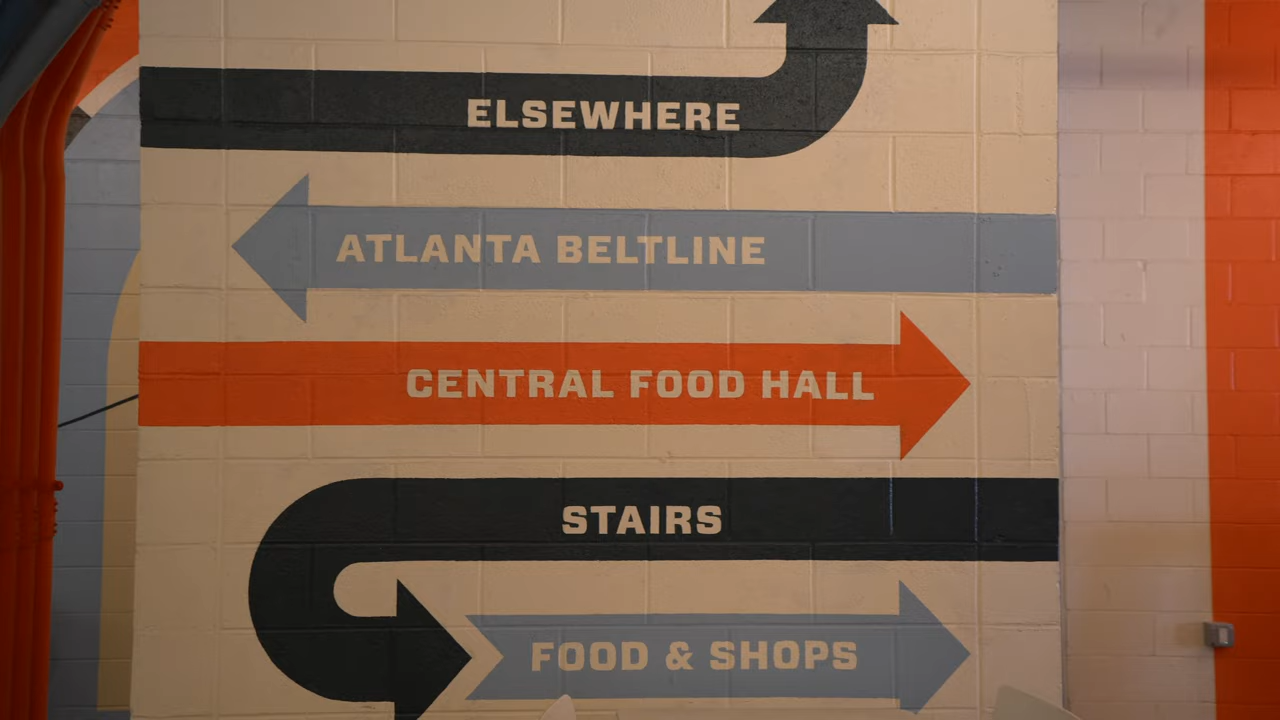 ELSEWHERE
ATLANTA BELTLINE
CENTRAL FOOD HALL
STAIRS
FOOD & SHOPS